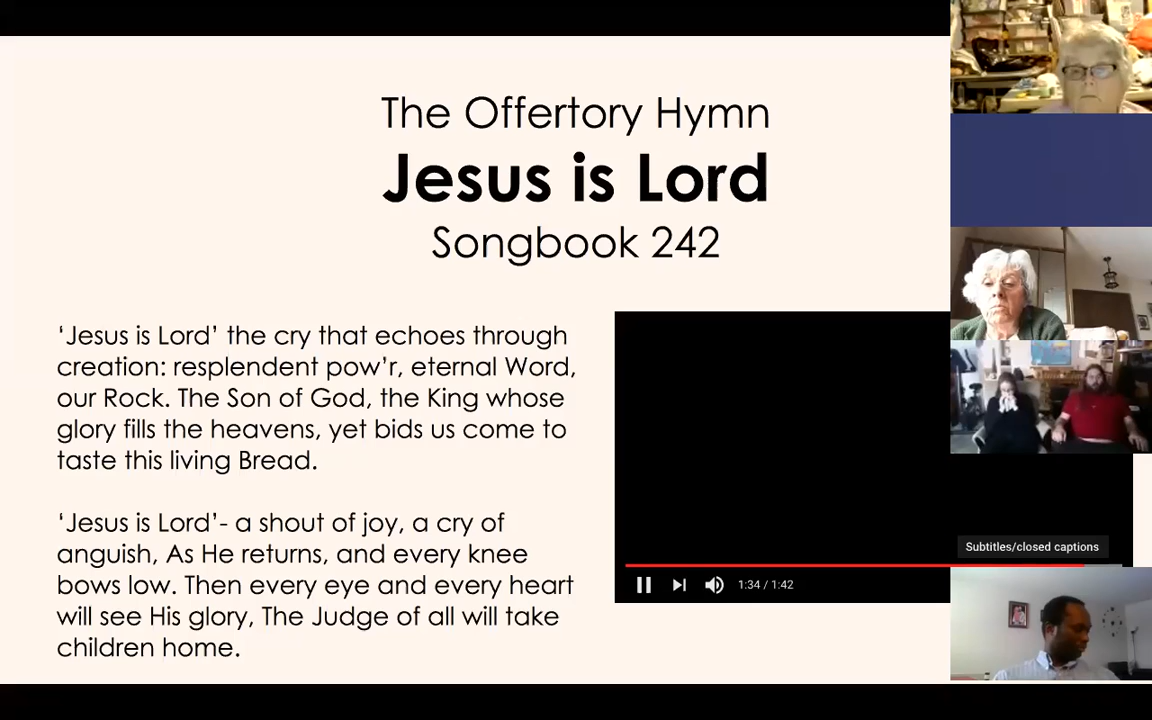 The Offertory Hymn
Jesus is Lord
Songbook 242
‘Jesus is Lord’ the cry that echoes through
creation: resplendent pow’r, eternal Word,
our Rock. The Son of God, the King whose
glory fills the heavens, yet bids us come to
taste this living Bread.
‘Jesus is Lord’- a shout of joy, a cry of
anguish, As He returns, and every knee
bows low. Then every eye and every heart
will see His glory, The Judge of all will take
children home.
Subtitles/closed captions
1:34 / 1:42